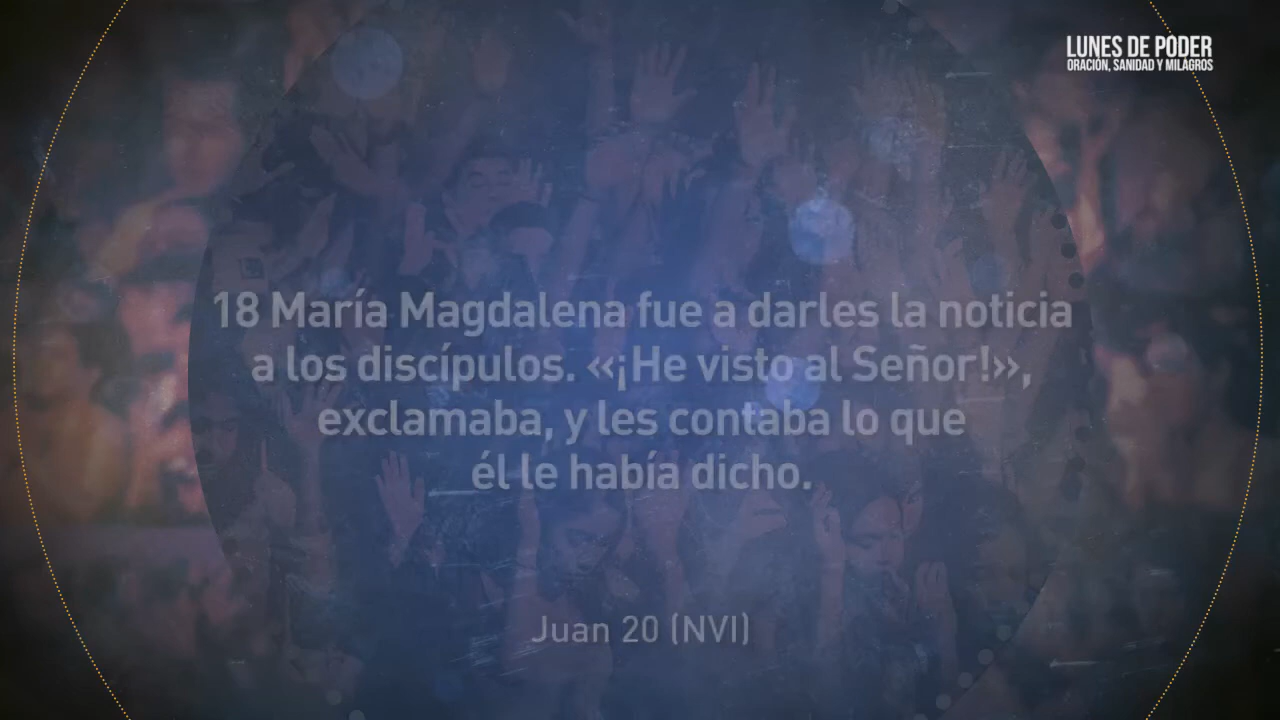 LUNES DE PODER
ORACIÓN, SANIDAD Y MILAGROS
18 María Magdalena fue a darles la noticia
a los discípulos. «¡He visto al Señor!»,
exclamaba, y les contaba lo que
él le había dicho.
Juan 20 (NVI)